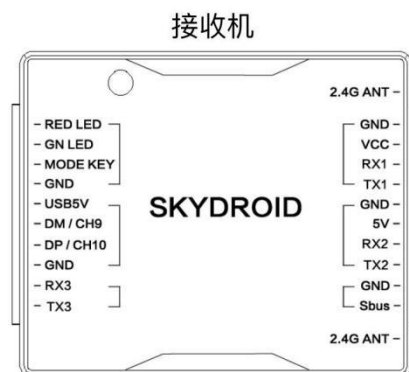 接收机
2.4G ANT -
- RED LED
- GN LED
- MODE KEY
- GND
- USB5V
- DM / CH9
- DP / CH10
- GND
- RX3
- TX3
SKYDROID
GND -
VCC -
RX1 -
TX1 -
GND -
5V -
RX2 -
TX2 -
GND -
Sbus -
2.4G ANT -